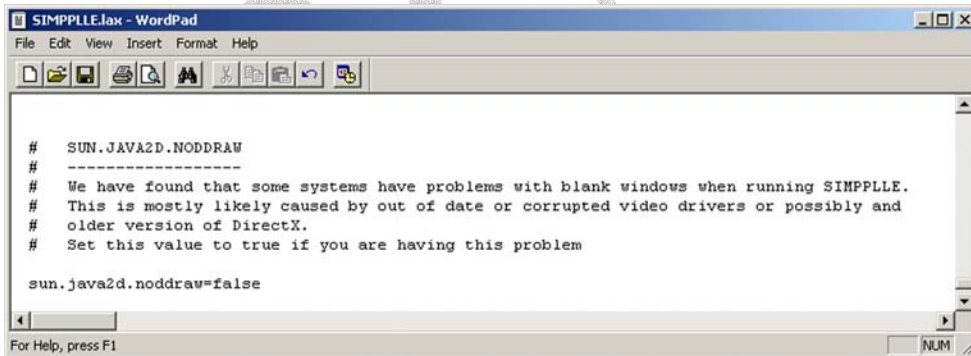 SIMPPLLE.lax - WordPad
File Edit View Insert Format Help
# SUN.JAVA2D.NODDRAW
# ------------------
# We have found that some systems have problems with blank windows when running SIMPPLLE.
# This is mostly likely caused by out of date or corrupted video drivers or possibly and
# older version of DirectX.
# Set this value to true if you are having this problem
sun.java2d.noddraw=false
For Help, press F1
NUM